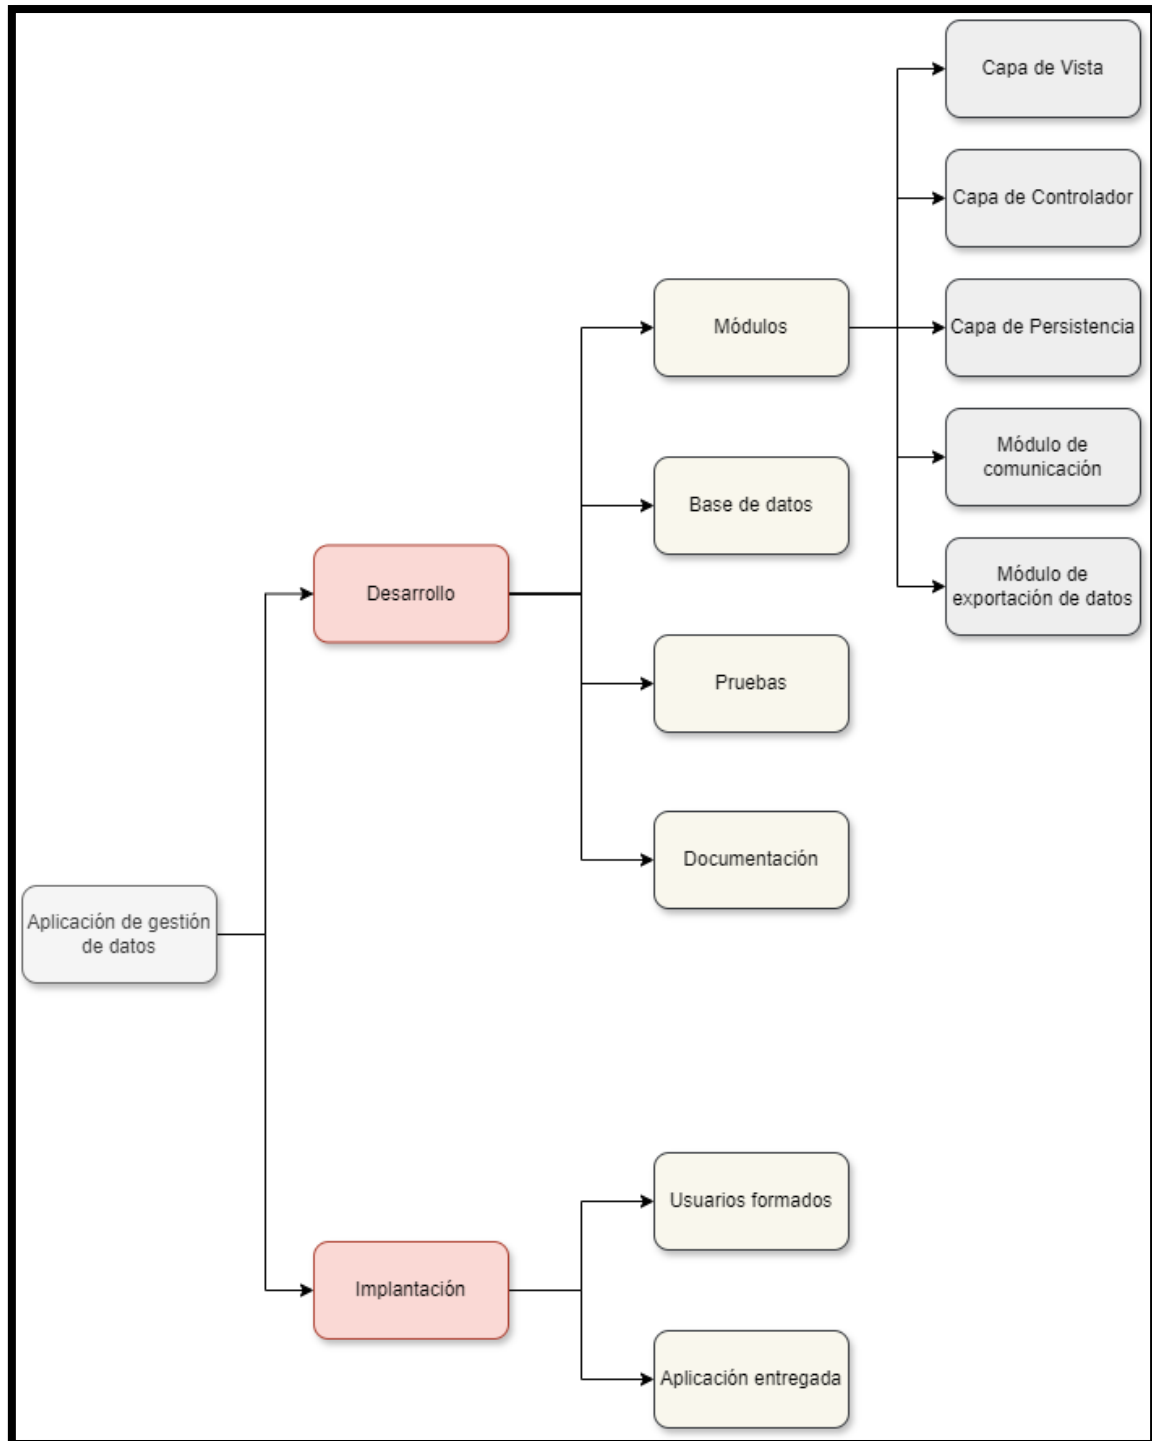 Capa de Vista
Capa de Controlador
Módulos
Capa de Persistencia
Módulo de
comunicación
Base de datos
Módulo de
exportación de datos
Desarrollo
Pruebas
Documentación
Aplicación de gestión
de datos
Usuarios formados
Implantación
Aplicación entregada